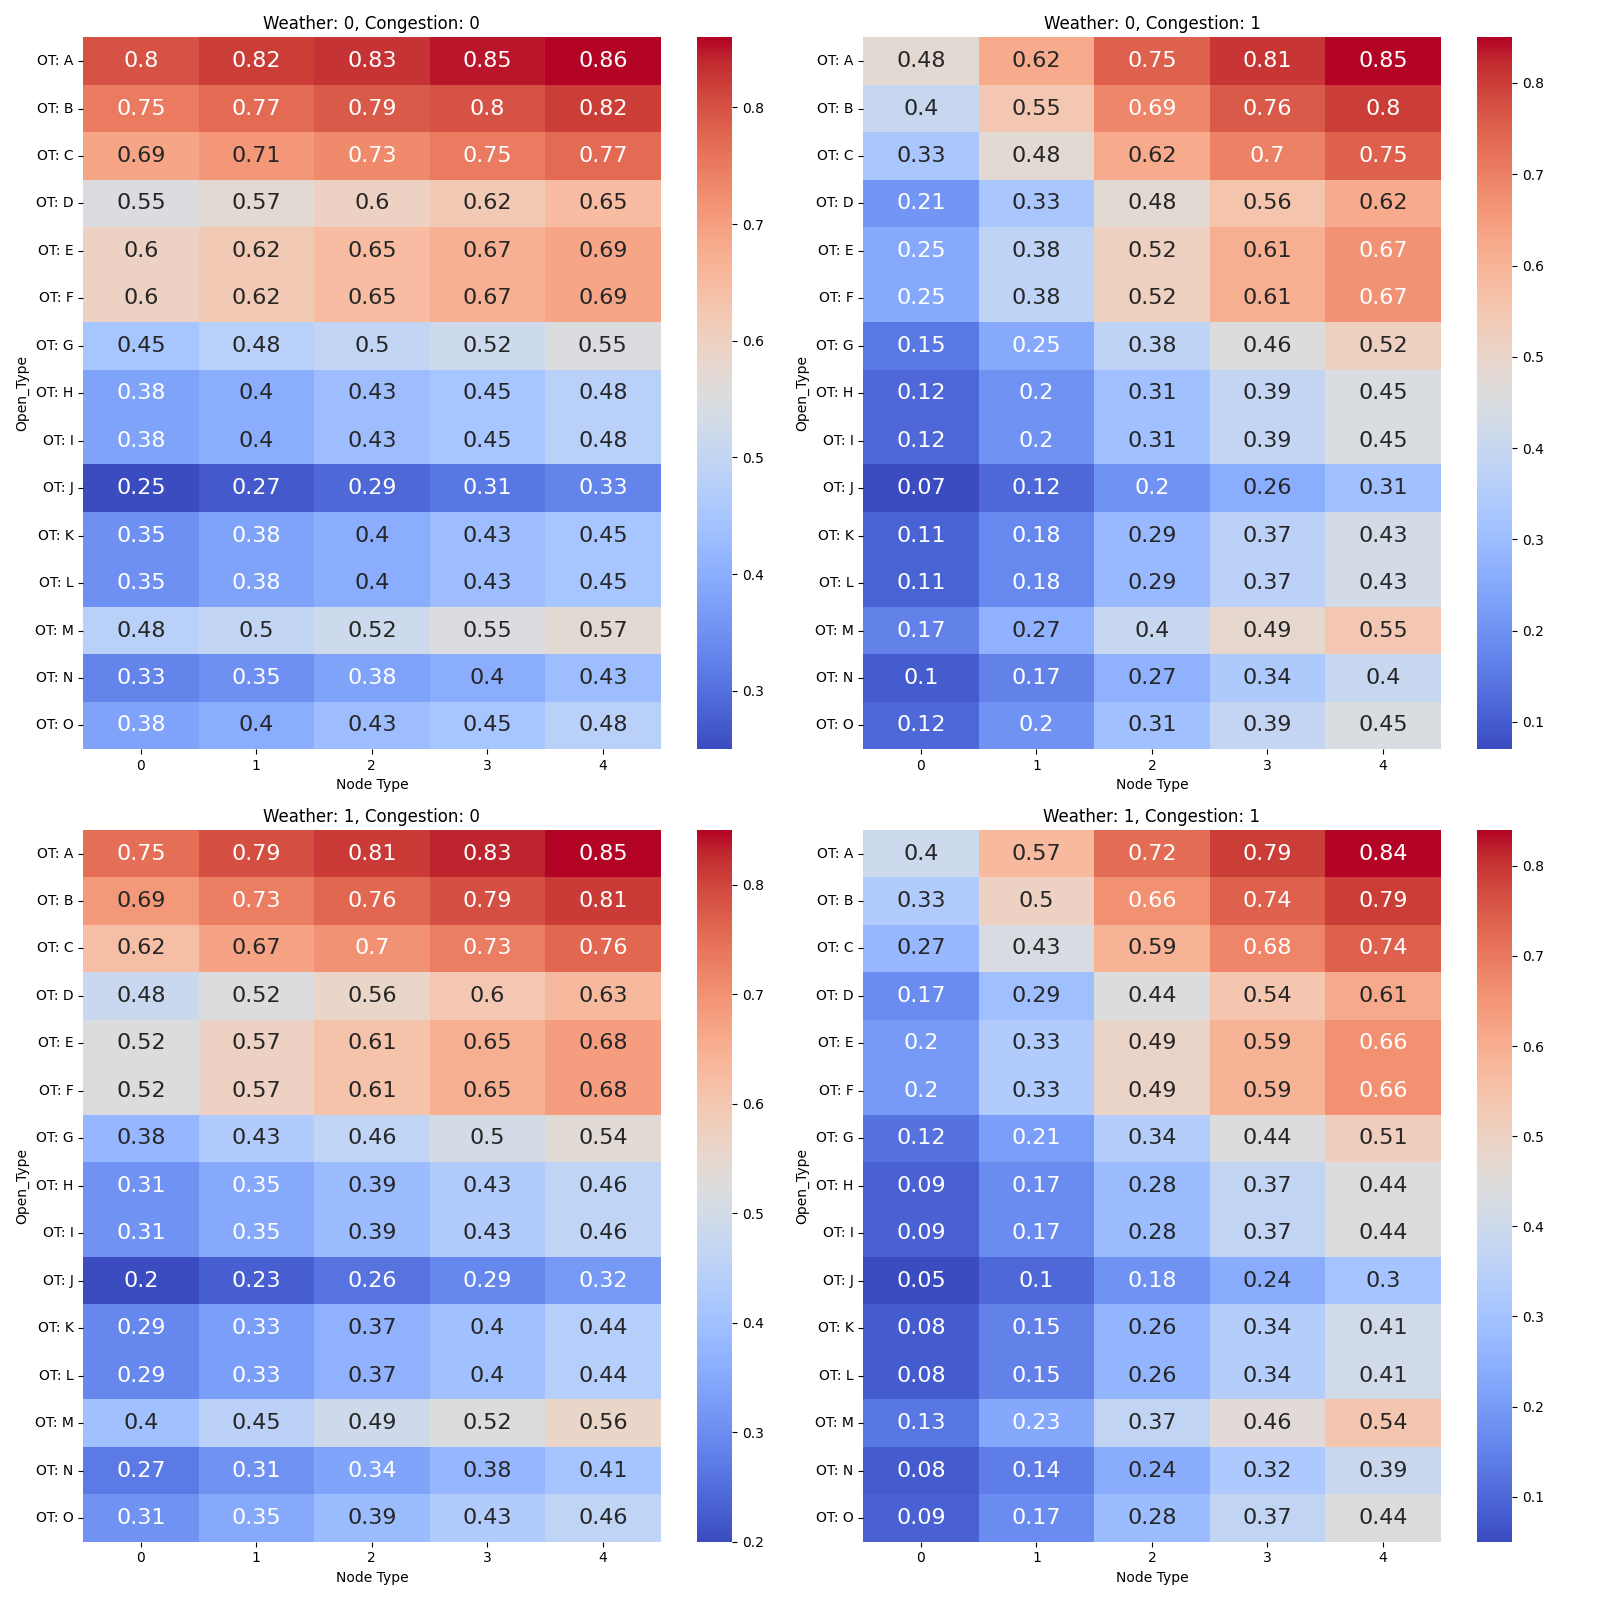 Weather: 0, Congestion: 0
OT: A 0.8 0.82 0.83 0.85 0.86
OT: B 0.75 0.77 0.79 0.8 0.82
OT: C 0.69 0.71 0.73 0.75 0.77
OT: D 0.55 0.57 0.6 0.62 0.65
OT: E 0.6 0.62 0.65 0.67 0.69
OT: F 0.6 0.62 0.65 0.67 0.69
OT: G 0.45 0.48 0.5 0.52 0.55
OT: H 0.38 0.4 0.43 0.45 0.48
OT: I 0.38 0.4 0.43 0.45 0.48
OT: J 0.25 0.27 0.29 0.31 0.33
OT: K 0.35 0.38 0.4 0.43 0.45
OT: L 0.35 0.38 0.4 0.43 0.45
OT: M 0.48 0.5 0.52 0.55 0.57
OT: N 0.33 0.35 0.38 0.4 0.43
OT: O 0.38 0.4 0.43 0.45 0.48
0 1 2 3 4
Node Type
Open_Type
0.8
0.7
0.6
0.5
0.4
0.3
Weather: 0, Congestion: 1
OT: A 0.48 0.62 0.75 0.81 0.85
OT: B 0.4 0.55 0.69 0.76 0.8
OT: C 0.33 0.48 0.62 0.7 0.75
OT: D 0.21 0.33 0.48 0.56 0.62
OT: E 0.25 0.38 0.52 0.61 0.67
OT: F 0.25 0.38 0.52 0.61 0.67
OT: G 0.15 0.25 0.38 0.46 0.52
OT: H 0.12 0.2 0.31 0.39 0.45
OT: I 0.12 0.2 0.31 0.39 0.45
OT: J 0.07 0.12 0.2 0.26 0.31
OT: K 0.11 0.18 0.29 0.37 0.43
OT: L 0.11 0.18 0.29 0.37 0.43
OT: M 0.17 0.27 0.4 0.49 0.55
OT: N 0.1 0.17 0.27 0.34 0.4
OT: O 0.12 0.2 0.31 0.39 0.45
0 1 2 3 4
Node Type
Open_Type
0.8
0.7
0.6
0.5
0.4
0.3
0.2
0.1
Weather: 1, Congestion: 0
OT: A 0.75 0.79 0.81 0.83 0.85
OT: B 0.69 0.73 0.76 0.79 0.81
OT: C 0.62 0.67 0.7 0.73 0.76
OT: D 0.48 0.52 0.56 0.6 0.63
OT: E 0.52 0.57 0.61 0.65 0.68
OT: F 0.52 0.57 0.61 0.65 0.68
OT: G 0.38 0.43 0.46 0.5 0.54
OT: H 0.31 0.35 0.39 0.43 0.46
OT: I 0.31 0.35 0.39 0.43 0.46
OT: J 0.2 0.23 0.26 0.29 0.32
OT: K 0.29 0.33 0.37 0.4 0.44
OT: L 0.29 0.33 0.37 0.4 0.44
OT: M 0.4 0.45 0.49 0.52 0.56
OT: N 0.27 0.31 0.34 0.38 0.41
OT: O 0.31 0.35 0.39 0.43 0.46
0 1 2 3 4
Node Type
Open_Type
0.8
0.7
0.6
0.5
0.4
0.3
0.2
Weather: 1, Congestion: 1
OT: A 0.4 0.57 0.72 0.79 0.84
OT: B 0.33 0.5 0.66 0.74 0.79
OT: C 0.27 0.43 0.59 0.68 0.74
OT: D 0.17 0.29 0.44 0.54 0.61
OT: E 0.2 0.33 0.49 0.59 0.66
OT: F 0.2 0.33 0.49 0.59 0.66
OT: G 0.12 0.21 0.34 0.44 0.51
OT: H 0.09 0.17 0.28 0.37 0.44
OT: I 0.09 0.17 0.28 0.37 0.44
OT: J 0.05 0.1 0.18 0.24 0.3
OT: K 0.08 0.15 0.26 0.34 0.41
OT: L 0.08 0.15 0.26 0.34 0.41
OT: M 0.13 0.23 0.37 0.46 0.54
OT: N 0.08 0.14 0.24 0.32 0.39
OT: O 0.09 0.17 0.28 0.37 0.44
0 1 2 3 4
Node Type
Open_Type
0.8
0.7
0.6
0.5
0.4
0.3
0.2
0.1